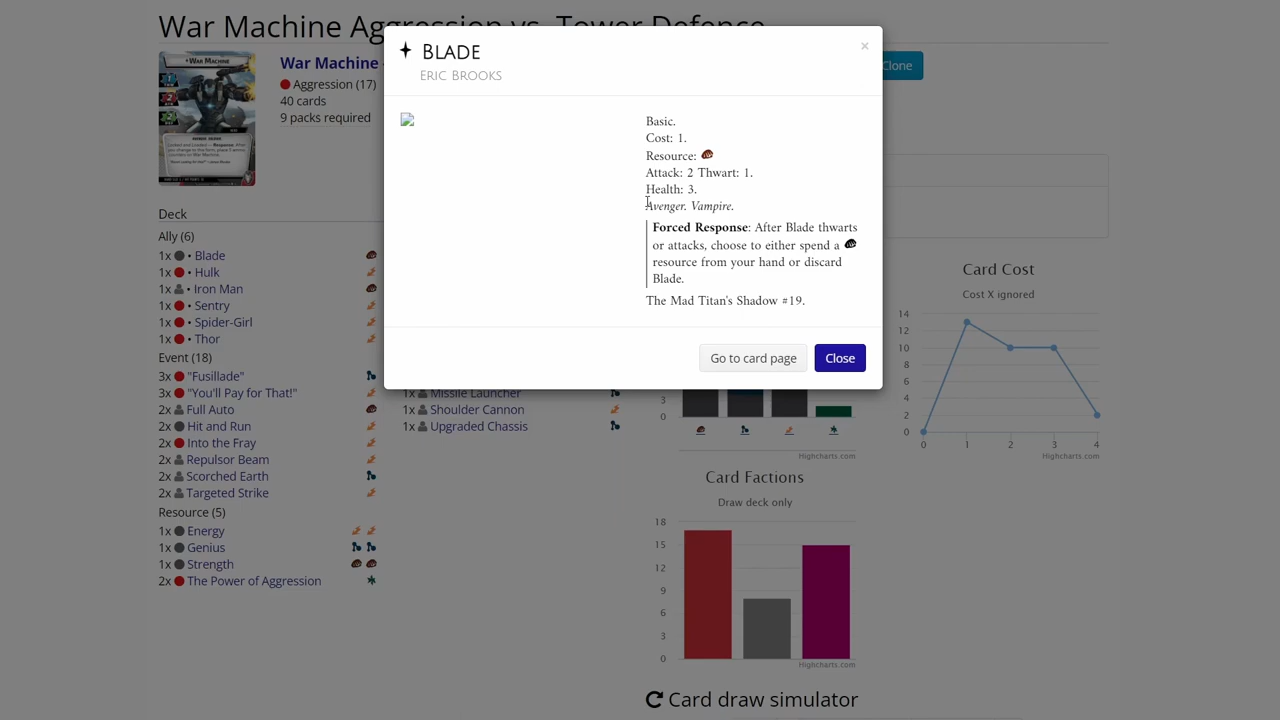 War Machine Aggression vs. Tower Defence
BLADE
ERIC BROOKS
×
War Machine
Aggression (17)
40 cards
9 packs required
Clone
Basic.
Cost: 1.
Resource:
Attack: 2 Thwart: 1.
Health: 3.
Avenger. Vampire.
Forced Response: After Blade thwarts
or attacks, choose to either spend a
resource from your hand or discard
Blade.
The Mad Titan's Shadow #19.
Go to card page
Close
Deck
Ally (6)
1x • Blade
1x • Hulk
1x • Iron Man
1x • Sentry
1x • Spider-Girl
1x • Thor
Event (18)
3x "Fusillade"
3x "You'll Pay for That!"
2x Full Auto
2x Hit and Run
2x Into the Fray
2x Repulsor Beam
2x Scorched Earth
2x Targeted Strike
Resource (5)
1x Energy
1x Genius
1x Strength
2x The Power of Aggression
1x Missile Launcher
1x Shoulder Cannon
1x Upgraded Chassis
3
0
Highcharts.com
Card Cost
Cost X ignored
14
12
10
8
6
4
2
0
0 1 2 3 4
Highcharts.com
Card Factions
Draw deck only
18
15
12
9
6
3
0
Highcharts.com
Card draw simulator